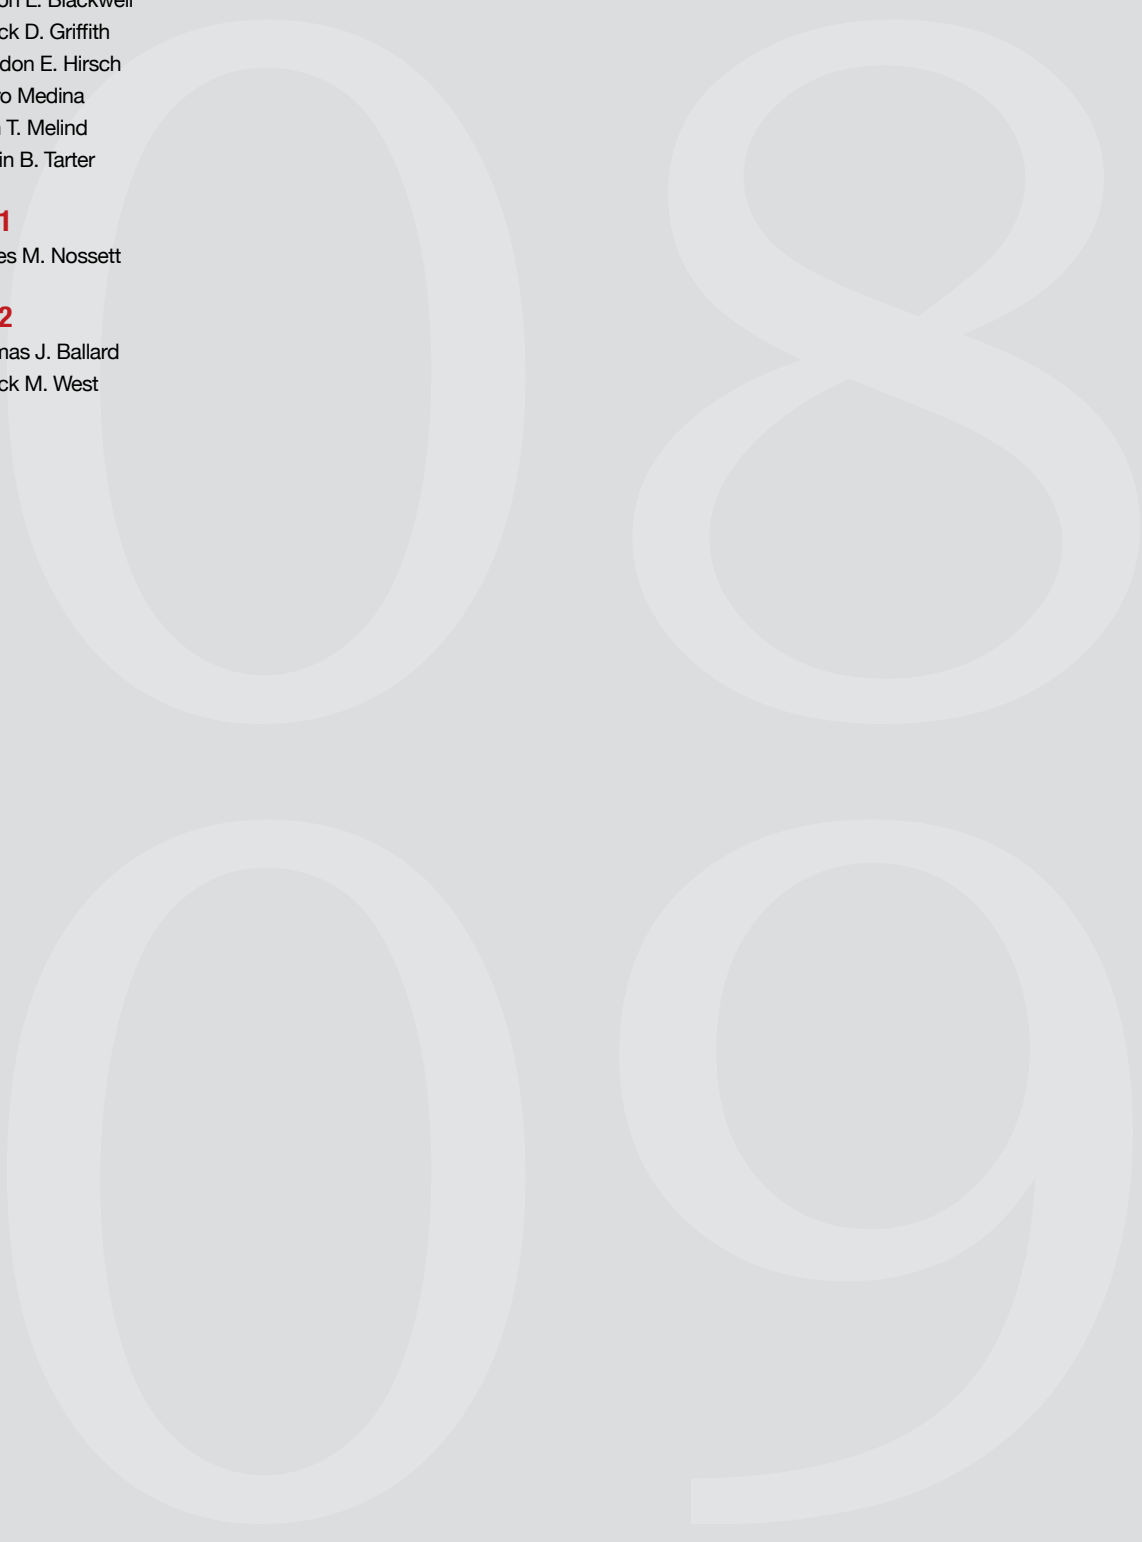 on E. Blackwell
ck D. Griffith
don E. Hirsch
o Medina
T. Melind
in B. Tarter
1
es M. Nossett
2
mas J. Ballard
ck M. West
08
09